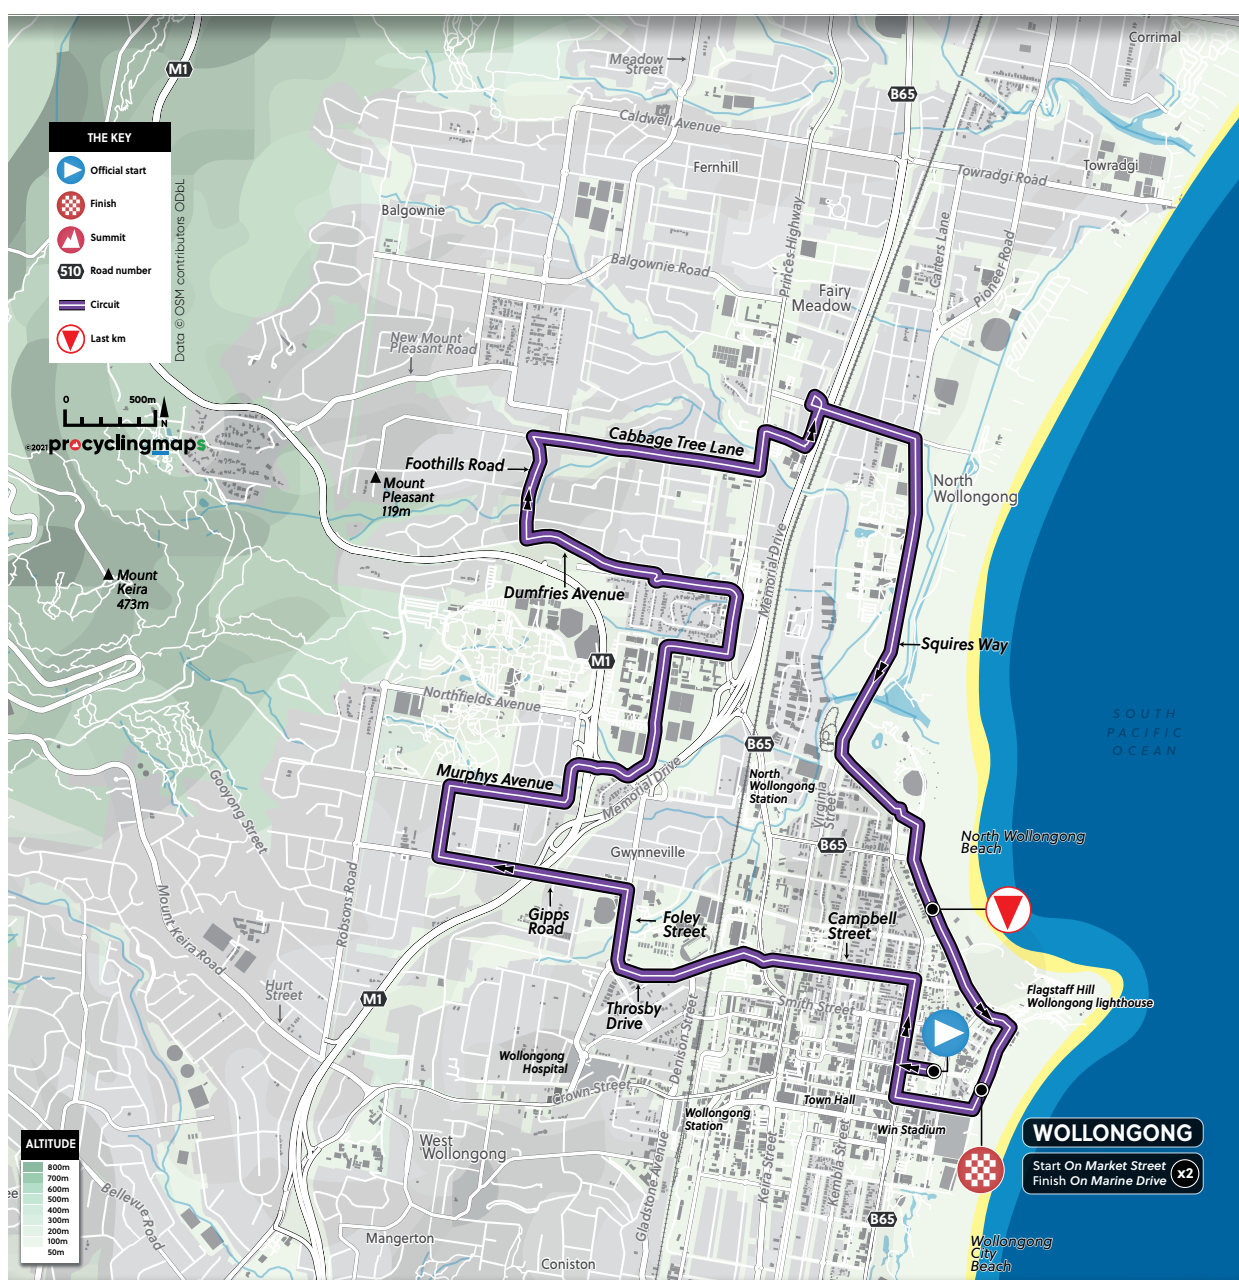 Corrimal
Meadow
Street
M1
B65
THE KEY
Official start
Finish
Summit
510 Road number
Circuit
Last km
Data © OSM contributors ODbL
Caldwell Avenue
Fernhill
Towradgi
Towradgi Road
Balgownie
Princes Highway
Carters Lane
Pioneer Road
Balgownie Road
Fairy
Meadow
New Mount
Pleasant Road
0 500m
N
©2021 procyclingmaps
Cabbage Tree Lane
Foothills Road
Mount
Pleasant
119m
North
Wollongong
Mount
Keira
473m
Memorial Drive
Dumfries Avenue
Squires Way
M1
Northfields Avenue
SOUTH
PACIFIC
OCEAN
B65
North
Wollongong
Station
Murphys Avenue
Memorial Drive
Gooyong Street
Virginia
Street
B65
North Wollongong
Beach
Gwynneville
Mount Keira Road
Robsons Road
Gipps
Road
Foley
Street
Campbell
Street
Hurt
Street
M1
Flagstaff Hill
Wollongong lighthouse
Smith Street
Throsby
Drive
Denison Street
Wollongong
Hospital
Crown Street
Town Hall
Wollongong
Station
Win Stadium
WOLLONGONG
Start On Market Street
Finish On Marine Drive
x2
ALTITUDE
800m
700m
600m
500m
400m
300m
200m
100m
50m
West
Wollongong
Keira Street
Kembla Street
Gladstone Avenue
Bellevue Road
ee
B65
Mangerton
Coniston
Wollongong
City
Beach